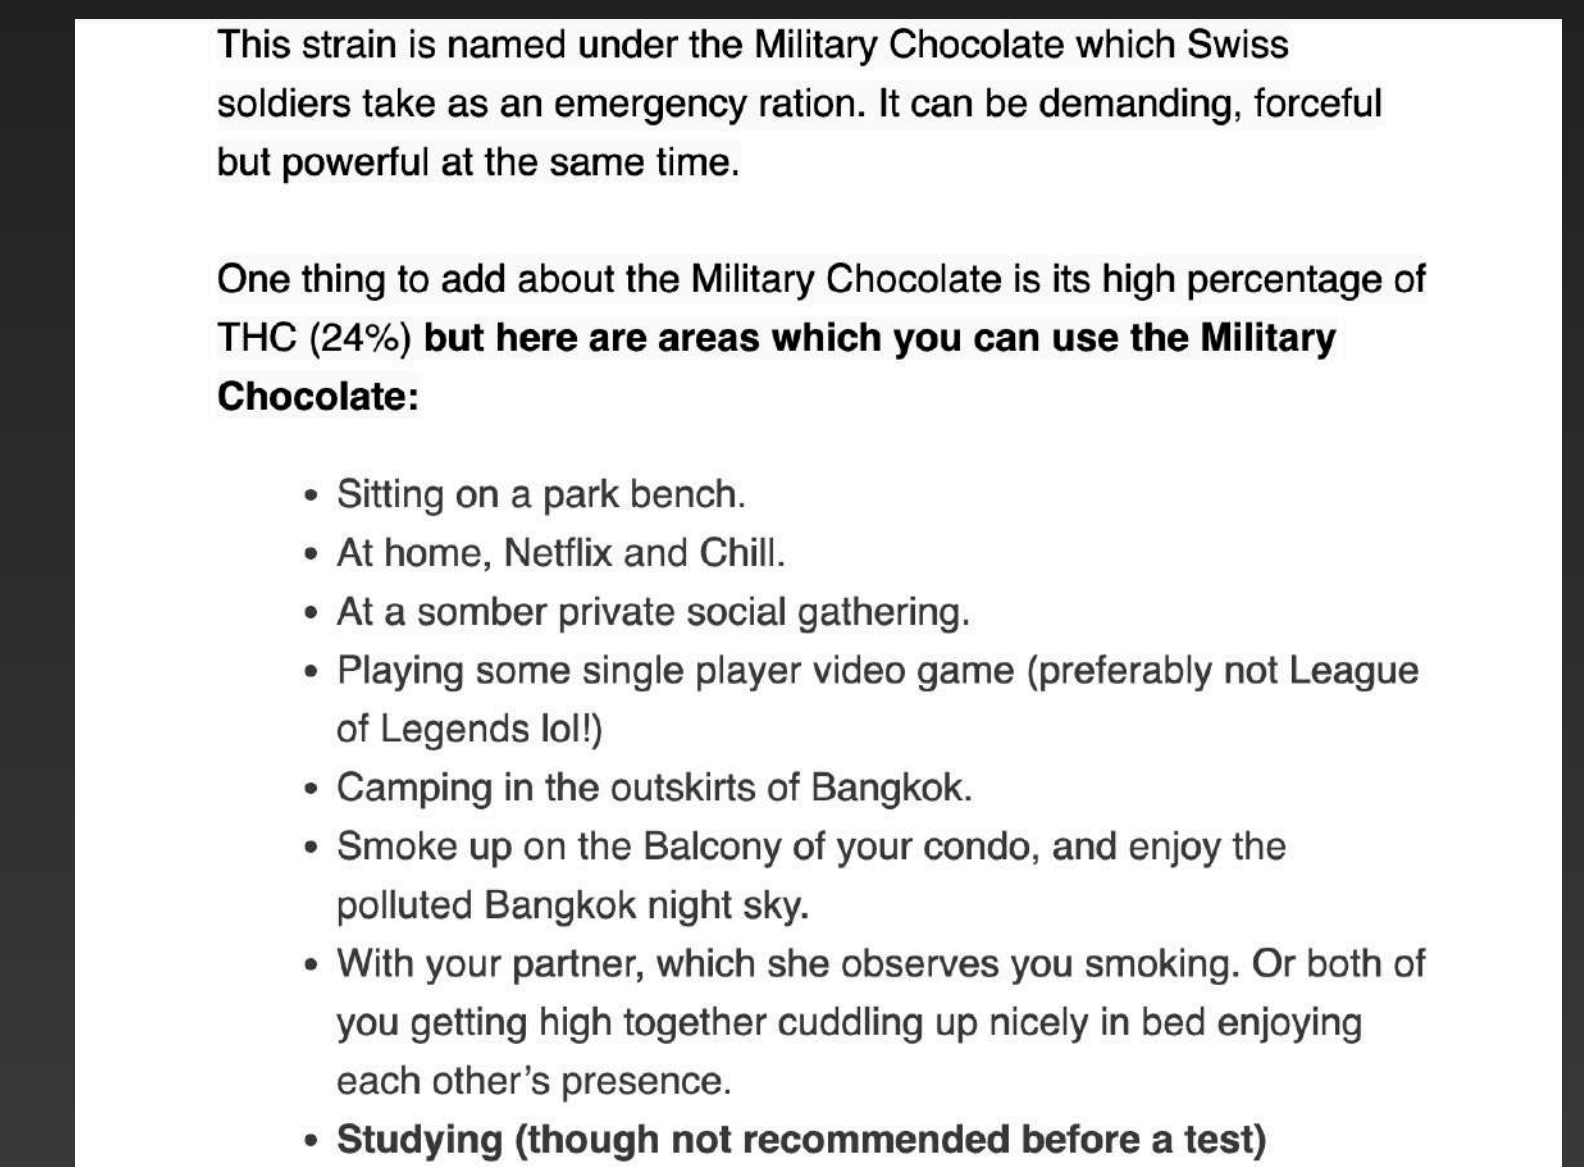 This strain is named under the Military Chocolate which Swiss
soldiers take as an emergency ration. It can be demanding, forceful
but powerful at the same time.
One thing to add about the Military Chocolate is its high percentage of
THC (24%) but here are areas which you can use the Military
Chocolate:
• Sitting on a park bench.
• At home, Netflix and Chill.
• At a somber private social gathering.
• Playing some single player video game (preferably not League
of Legends lol!)
• Camping in the outskirts of Bangkok.
• Smoke up on the Balcony of your condo, and enjoy the
polluted Bangkok night sky.
• With your partner, which she observes you smoking. Or both of
you getting high together cuddling up nicely in bed enjoying
each other’s presence.
• Studying (though not recommended before a test)